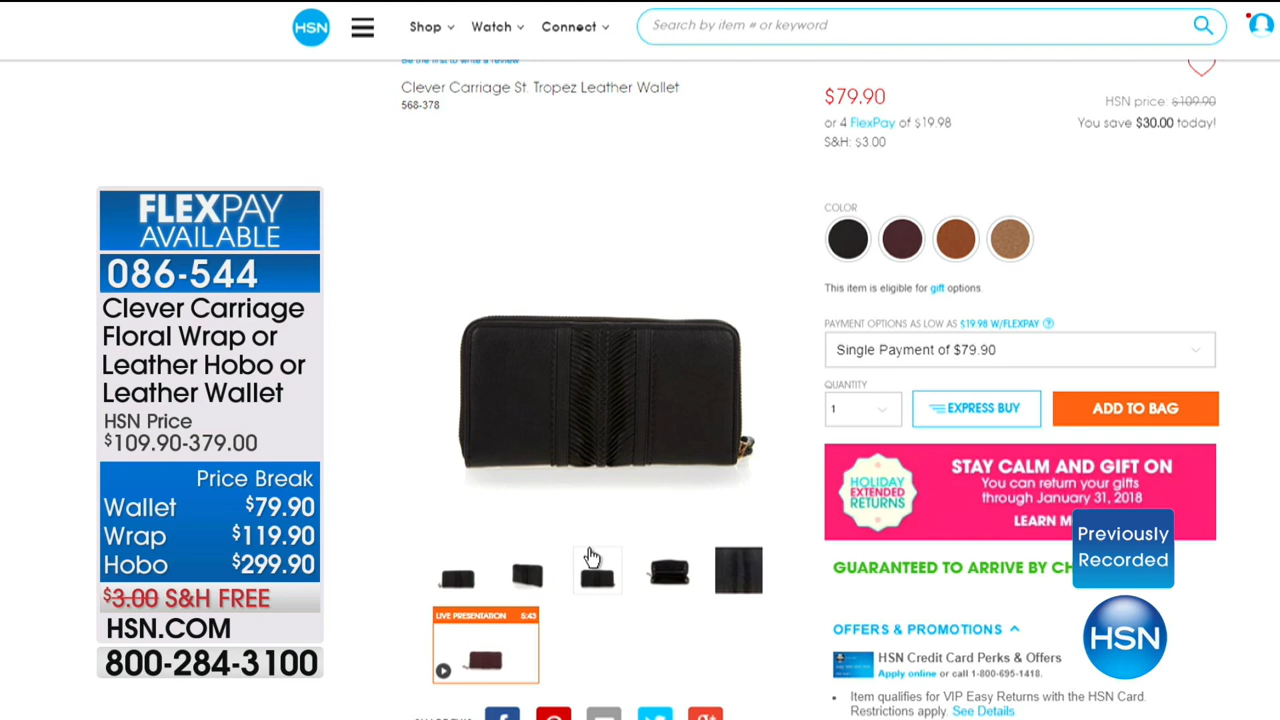 HSN
Shop
Watch
Connect
Search by item # or keyword
Be the first to write a review
Clever Carriage St. Tropez Leather Wallet
568-378
$79.90
or 4 FlexPay of $19.98
S&H: $3.00
HSN price: $109.90
You save $30.00 today!
COLOR
This item is eligible for gift options.
PAYMENT OPTIONS AS LOW AS $19.98 W/FLEXPAY ?
Single Payment of $79.90
QUANTITY
1
EXPRESS BUY
ADD TO BAG
HOLIDAY
EXTENDED
RETURNS
STAY CALM AND GIFT ON
You can return your gifts
through January 31, 2018
LEARN M
GUARANTEED TO ARRIVE BY CH
OFFERS & PROMOTIONS
HSN Credit Card Perks & Offers
Apply online or call 1-800-695-1418.
Item qualifies for VIP Easy Returns with the HSN Card.
Restrictions apply. See Details
LIVE PRESENTATION 5:43
FLEXPAY
AVAILABLE
086-544
Clever Carriage
Floral Wrap or
Leather Hobo or
Leather Wallet
HSN Price
$109.90-379.00
Price Break
Wallet $79.90
Wrap $119.90
Hobo $299.90
$3.00 S&H FREE
HSN.COM
800-284-3100
Previously
Recorded
HSN